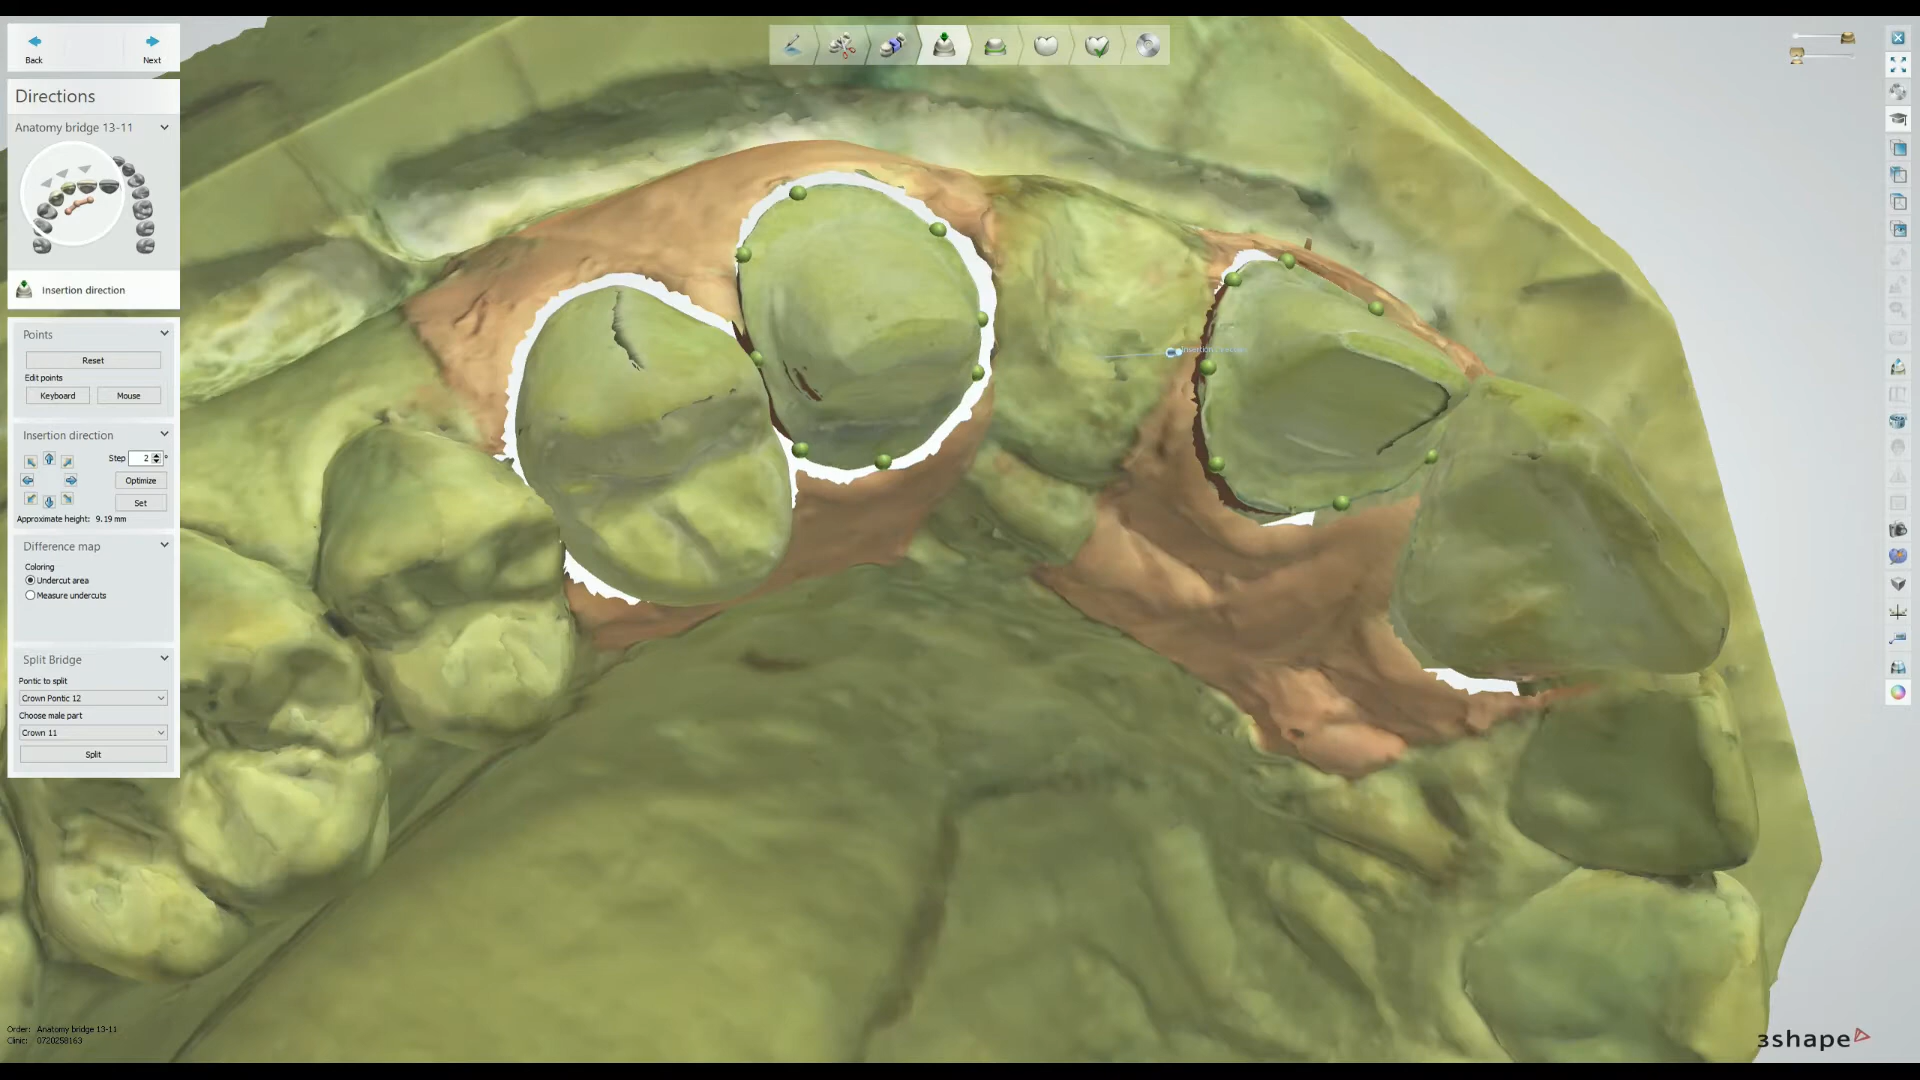 Back
Next
Directions
Anatomy bridge 13-11
Insertion direction
Points
Reset
Edit points
Keyboard
Mouse
Insertion direction
Step
2
°
Optimize
Set
Approximate height: 9.19 mm
Difference map
Coloring
Undercut area
Measure undercuts
Split Bridge
Pontic to split
Crown Pontic 12
Choose male part
Crown 11
Split
Order: Anatomy bridge 13-11
Clinic: 0720258163
3shape